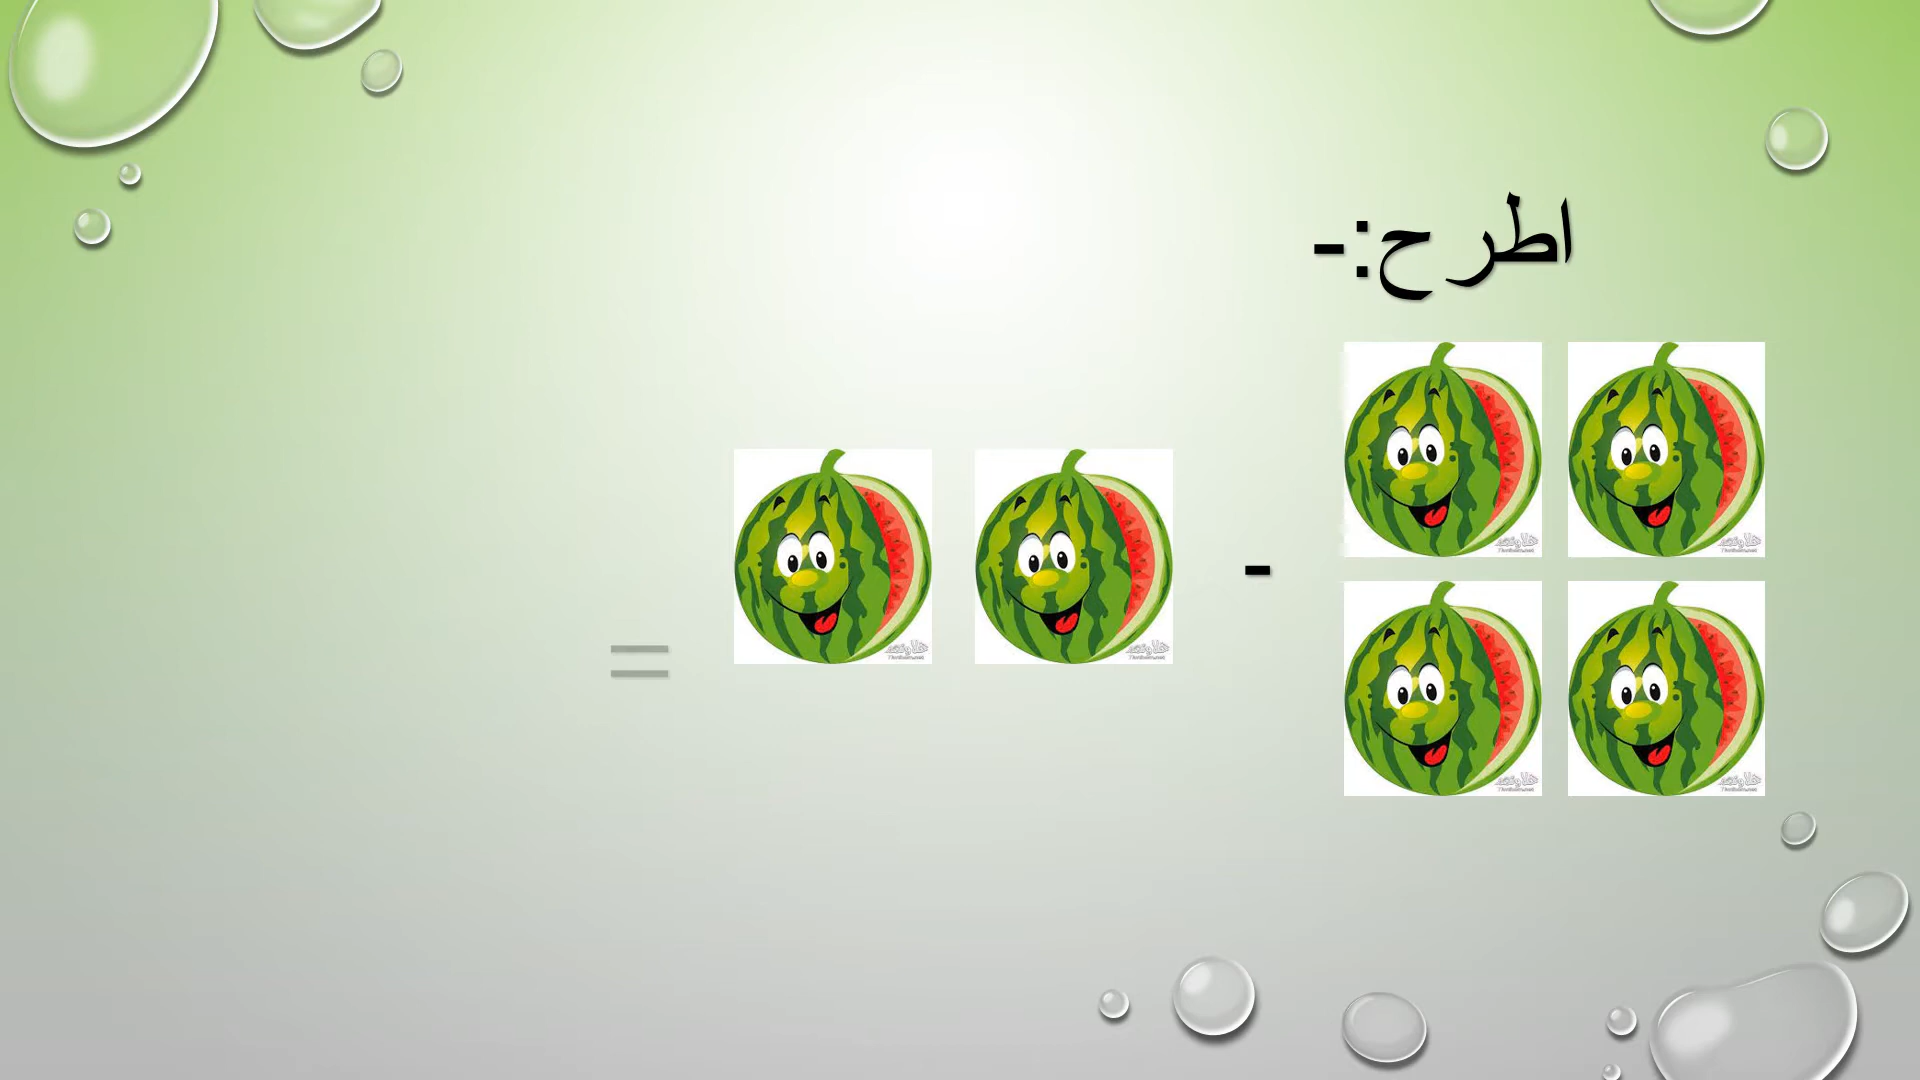 اطرح:-
-
=